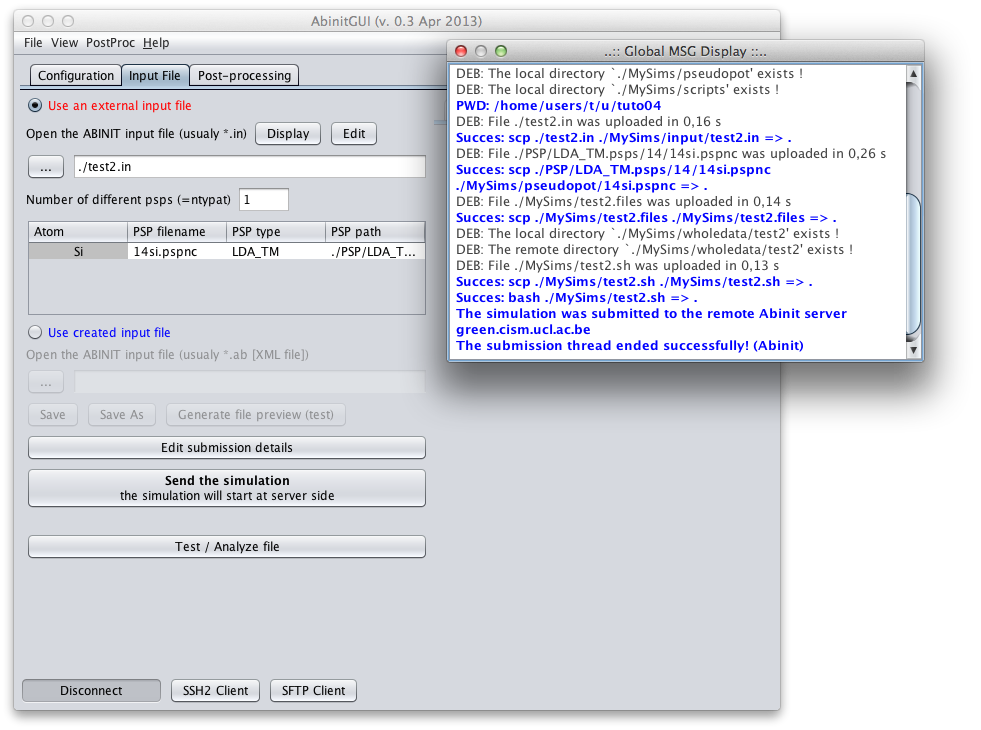 AbinitGUI (v. 0.3 Apr 2013)
File View PostProc Help
Configuration Input File Post-processing
Use an external input file
Open the ABINIT input file (usualy *.in) Display Edit
... ./test2.in
Number of different psps (=ntypat) 1
Atom PSP filename PSP type PSP path
Si 14si.pspnc LDA_TM ./PSP/LDA_T...
Use created input file
Open the ABINIT input file (usualy *.ab [XML file])
...
Save Save As Generate file preview (test)
Edit submission details
Send the simulation
the simulation will start at server side
Test / Analyze file
Disconnect SSH2 Client SFTP Client
..:: Global MSG Display ::..
DEB: The local directory `./MySims/pseudopot' exists !
DEB: The local directory `./MySims/scripts' exists !
PWD: /home/users/t/u/tuto04
DEB: File ./test2.in was uploaded in 0,16 s
Succes: scp ./test2.in ./MySims/input/test2.in => .
DEB: File ./PSP/LDA_TM.psps/14/14si.pspnc was uploaded in 0,26 s
Succes: scp ./PSP/LDA_TM.psps/14/14si.pspnc
./MySims/pseudopot/14si.pspnc => .
DEB: File ./MySims/test2.files was uploaded in 0,14 s
Succes: scp ./MySims/test2.files ./MySims/test2.files => .
DEB: The local directory `./MySims/wholedata/test2' exists !
DEB: The remote directory `./MySims/wholedata/test2' exists !
DEB: File ./MySims/test2.sh was uploaded in 0,13 s
Succes: scp ./MySims/test2.sh ./MySims/test2.sh => .
Succes: bash ./MySims/test2.sh => .
The simulation was submitted to the remote Abinit server
green.cism.ucl.ac.be
The submission thread ended successfully! (Abinit)